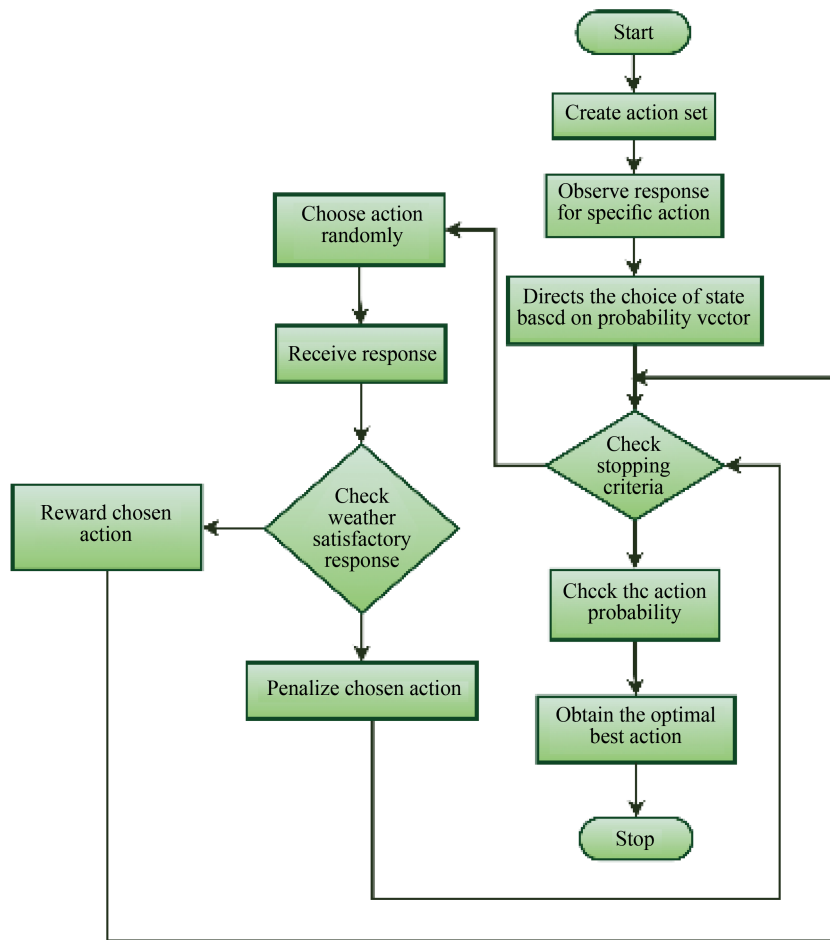 Start
Create action set
Observe response
for specific action
Directs the choice of state
bascd on probability vcctor
Check
stopping
criteria
Chcck thc action
probability
Obtain the optimal
best action
Stop
Choose action
randomly
Receive response
Check
weather
satisfactory
response
Reward chosen
action
Penalize chosen action